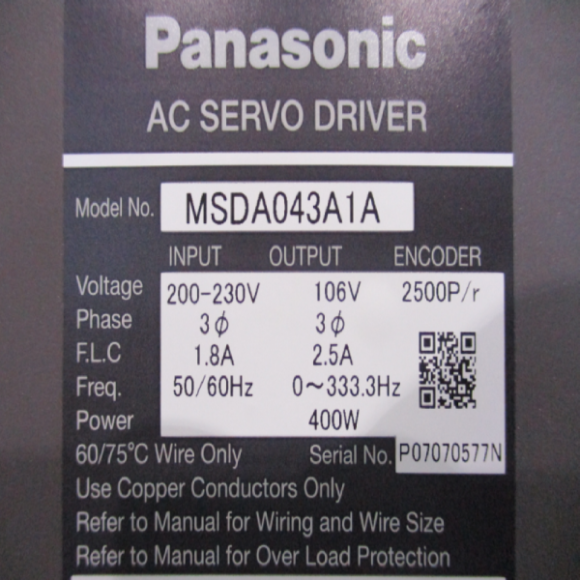 Panasonic
AC SERVO DRIVER
Model No. MSDA043A1A
INPUT OUTPUT ENCODER
Voltage 200-230V 106V 2500P/r
Phase 3ϕ 3ϕ
F.L.C 1.8A 2.5A
Freq. 50/60Hz 0~333.3Hz
Power 400W
60/75°C Wire Only Serial No. P07070577N
Use Copper Conductors Only
Refer to Manual for Wiring and Wire Size
Refer to Manual for Over Load Protection